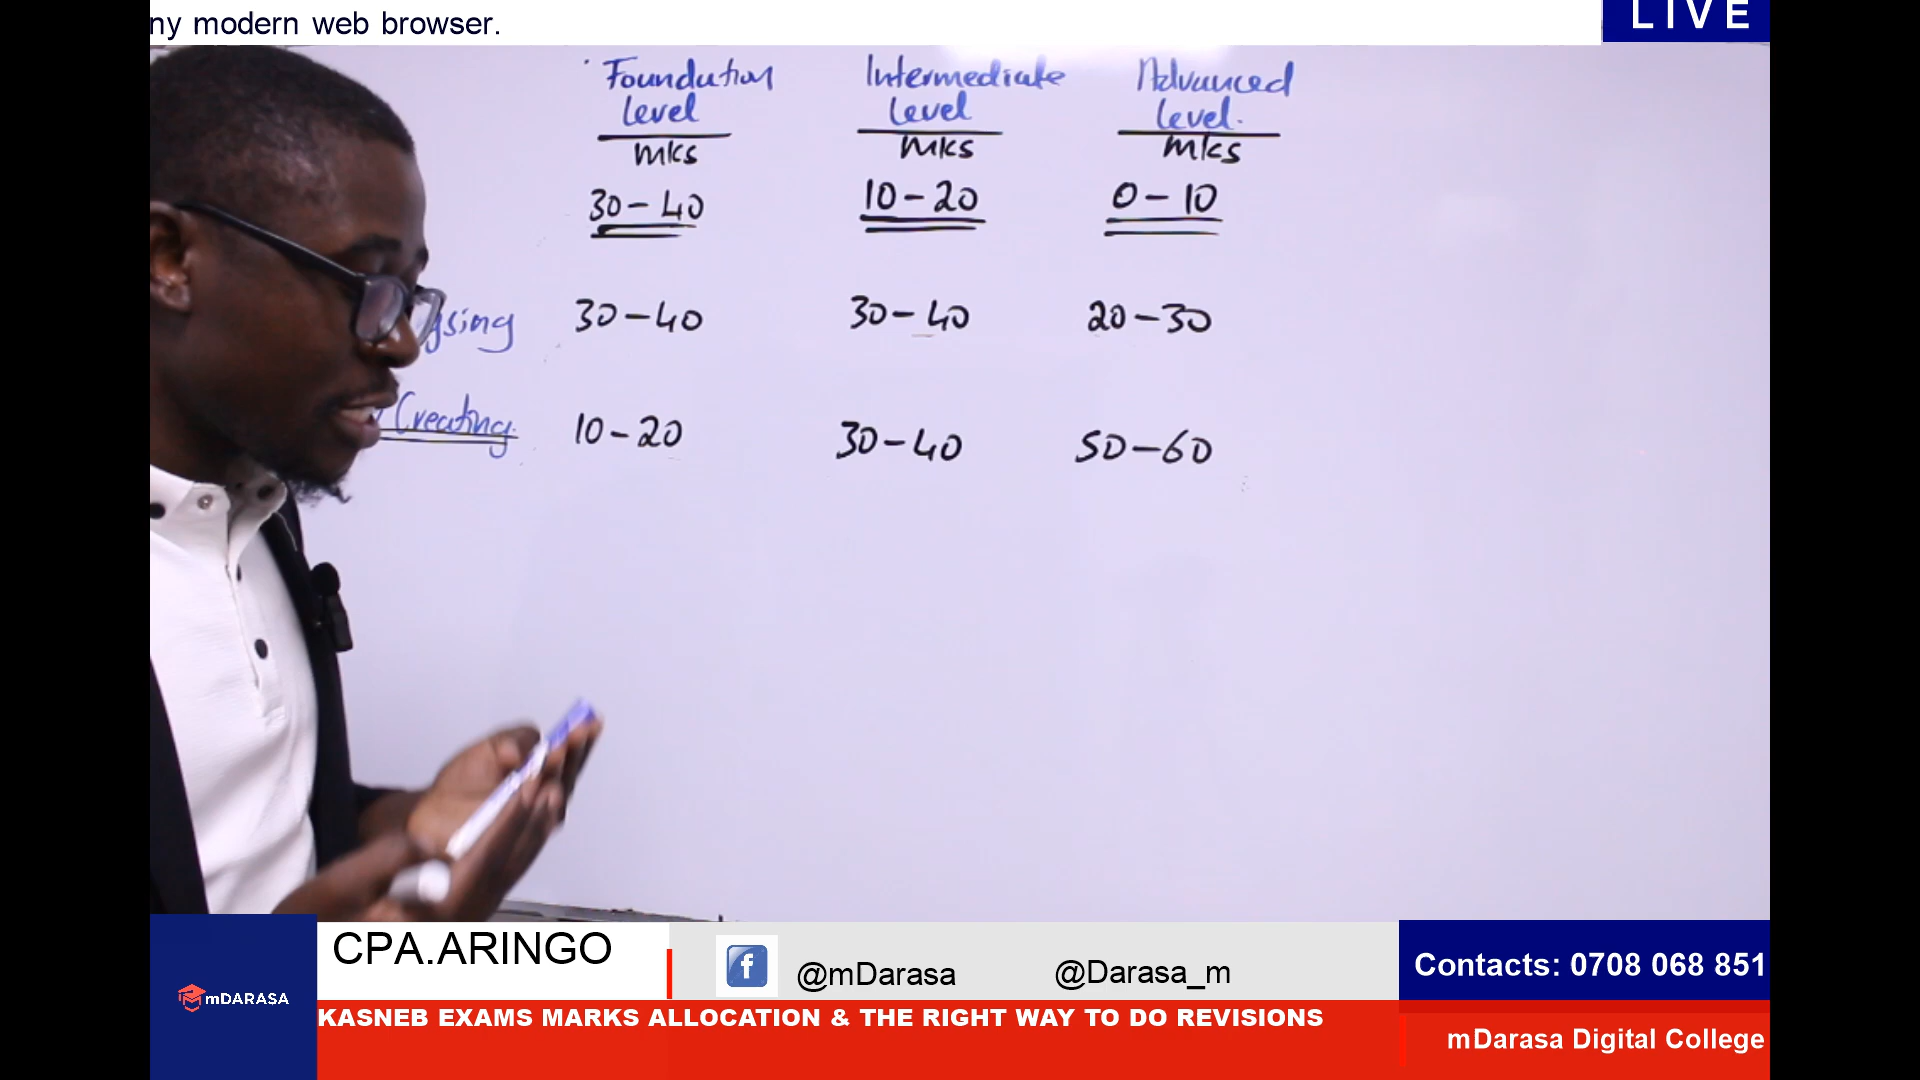 ny modern web browser.
LIVE
Foundation Intermediate Advanced
Level Level Level.
mks mks mks
30-40 10-20 0-10
ysing 30-40 30-40 20-30
Creating. 10-20 30-40 50-60
CPA.ARINGO
f @mDarasa @Darasa_m
Contacts: 0708 068 851
mDARASA
KASNEB EXAMS MARKS ALLOCATION & THE RIGHT WAY TO DO REVISIONS
mDarasa Digital College